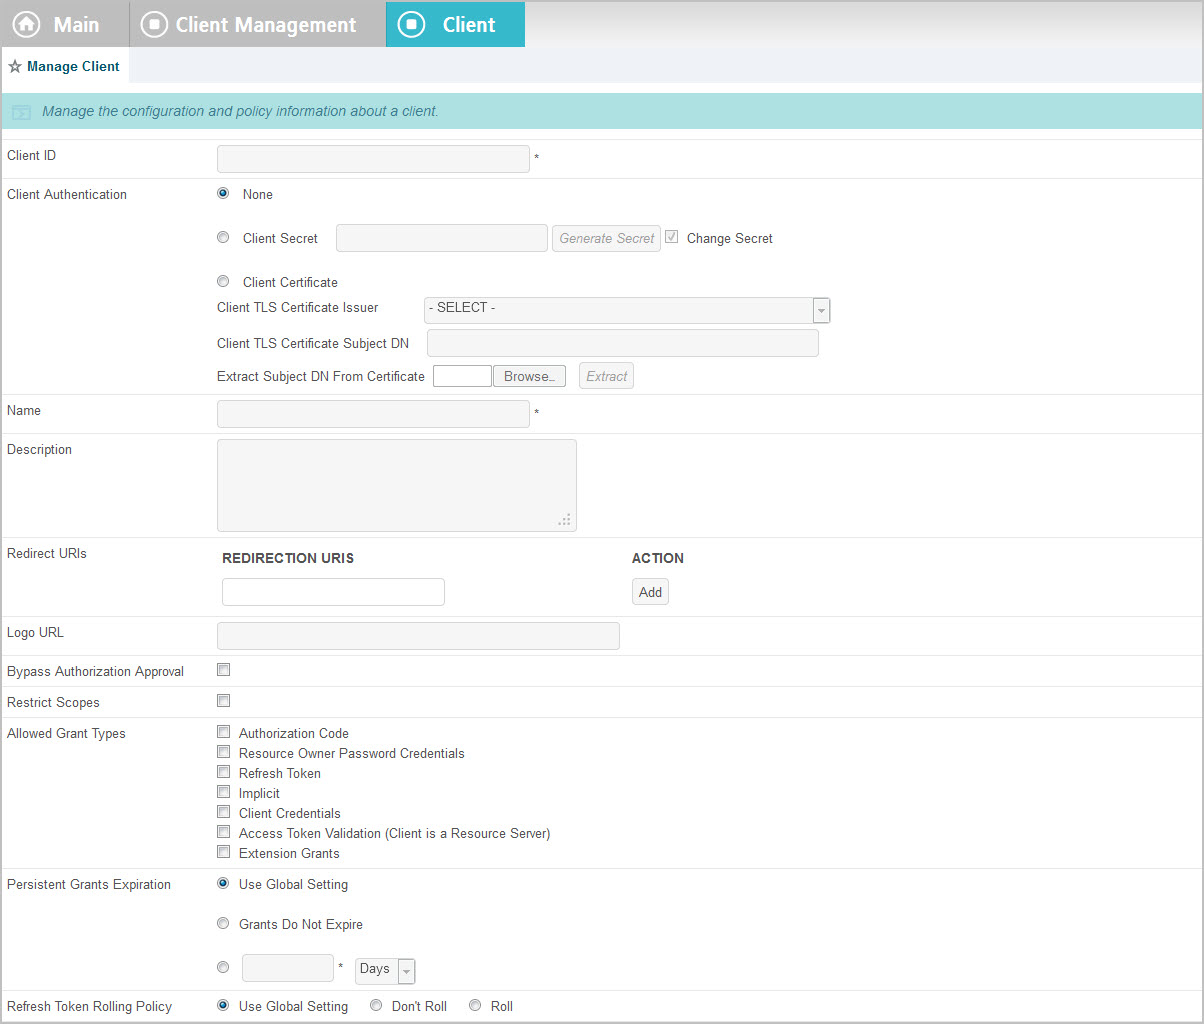 Main Client Management Client
Manage Client
Manage the configuration and policy information about a client.
Client ID *
Client Authentication None
Client Secret Generate Secret Change Secret
Client Certificate
Client TLS Certificate Issuer - SELECT -
Client TLS Certificate Subject DN
Extract Subject DN From Certificate Browse... Extract
Name *
Description
Redirect URIs REDIRECTION URIS ACTION
Add
Logo URL
Bypass Authorization Approval
Restrict Scopes
Allowed Grant Types Authorization Code
Resource Owner Password Credentials
Refresh Token
Implicit
Client Credentials
Access Token Validation (Client is a Resource Server)
Extension Grants
Persistent Grants Expiration Use Global Setting
Grants Do Not Expire
* Days
Refresh Token Rolling Policy Use Global Setting Don't Roll Roll